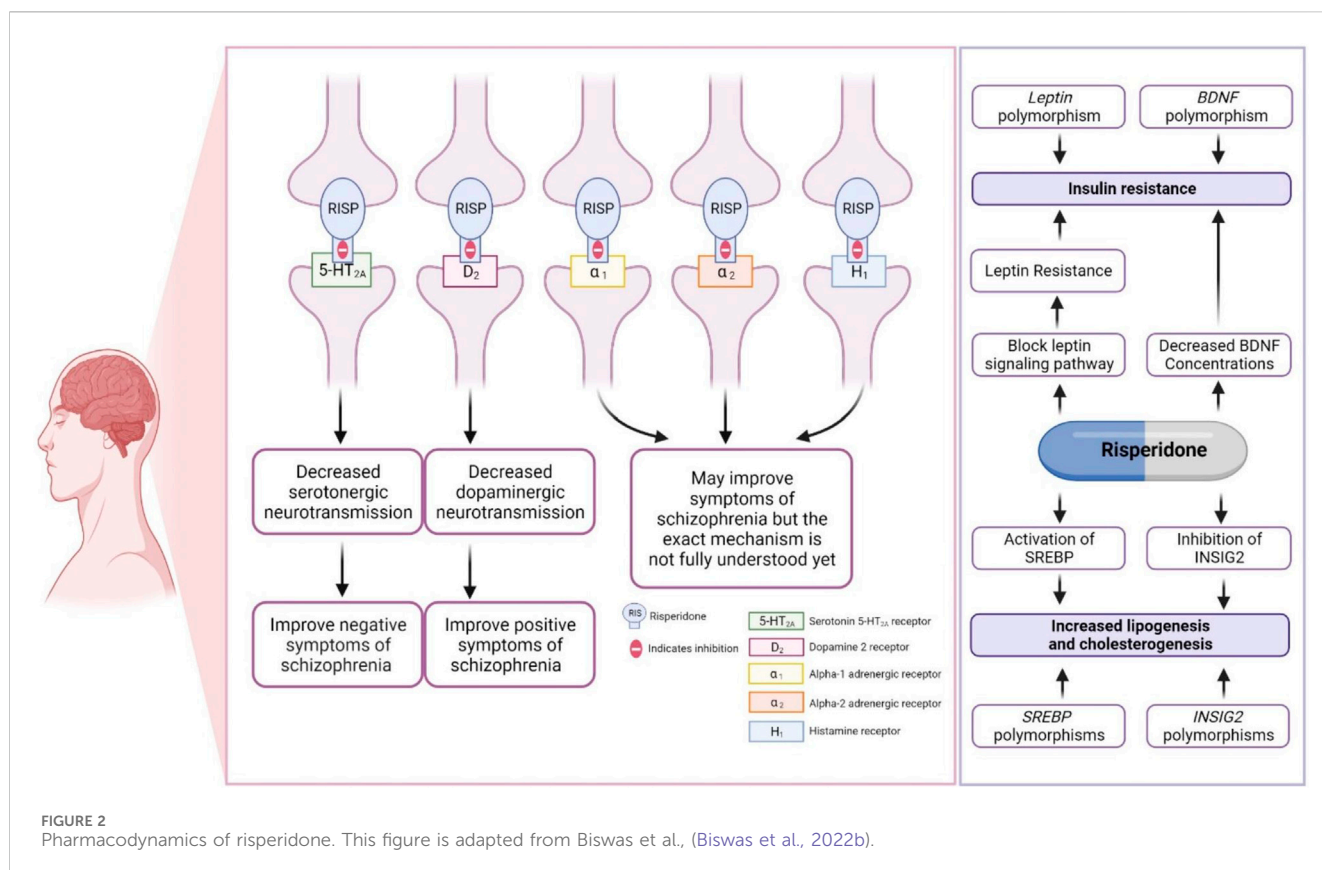 RISP
RISP
RISP
RISP
RISP
5-HT2A
D2
α1
α2
H1
Decreased
serotonergic
neurotransmission
Decreased
dopaminergic
neurotransmission
May improve
symptoms of
schizophrenia but the
exact mechanism is
not fully understood yet
Improve negative
symptoms of
schizophrenia
Improve positive
symptoms of
schizophrenia
RIS
Risperidone
Indicates inhibition
5-HT2A Serotonin 5-HT2A receptor
D2 Dopamine 2 receptor
α1 Alpha-1 adrenergic receptor
α2 Alpha-2 adrenergic receptor
H1 Histamine receptor
Leptin
polymorphism
BDNF
polymorphism
Insulin resistance
Leptin Resistance
Block leptin
signaling pathway
Decreased BDNF
Concentrations
Risperidone
Activation of
SREBP
Inhibition of
INSIG2
Increased lipogenesis
and cholesterogenesis
SREBP
polymorphisms
INSIG2
polymorphisms
FIGURE 2
Pharmacodynamics of risperidone. This figure is adapted from Biswas et al., (Biswas et al., 2022b).